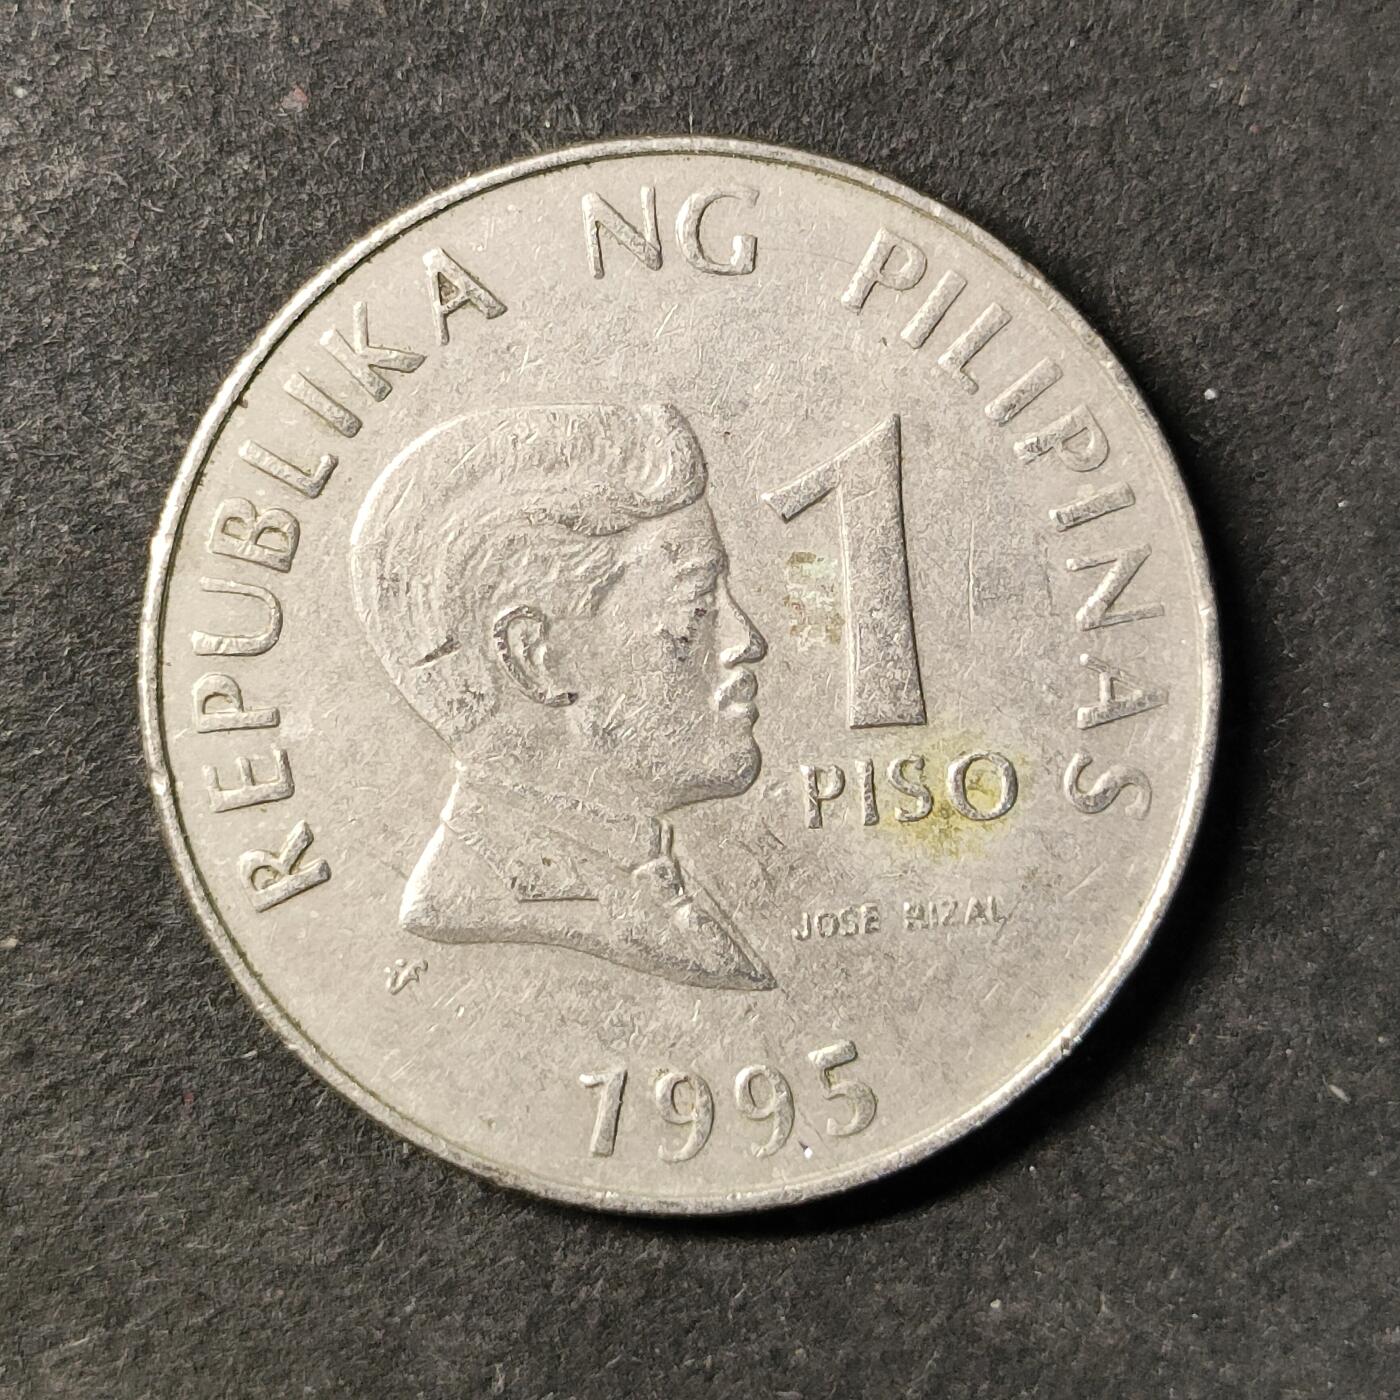 REPUBLIKA NG PILIPINAS
1
PISO
JOSE RIZAL
1995